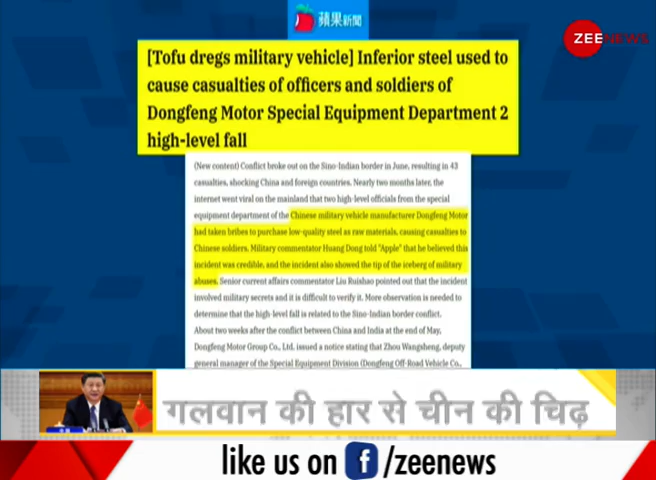 蘋果新聞
ZEE NEWS
[Tofu dregs military vehicle] Inferior steel used to
cause casualties of officers and soldiers of
Dongfeng Motor Special Equipment Department 2
high-level fall
(New content) Conflict broke out on the Sino-Indian border in June, resulting in 43
casualties, shocking China and foreign countries. Nearly two months later, the
internet went viral on the mainland that two high-level officials from the special
equipment department of the Chinese military vehicle manufacturer Dongfeng Motor
had taken bribes to purchase low-quality steel as raw materials, causing casualties to
Chinese soldiers. Military commentator Huang Dong told "Apple" that he believed this
incident was credible, and the incident also showed the tip of the iceberg of military
abuses. Senior current affairs commentator Liu Ruishao pointed out that the incident
involved military secrets and it is difficult to verify it. More observation is needed to
determine that the high-level fall is related to the Sino-Indian border conflict.
About two weeks after the conflict between China and India at the end of May,
Dongfeng Motor Group Co., Ltd. issued a notice stating that Zhou Wangsheng, deputy
general manager of the Special Equipment Division (Dongfeng Off-Road Vehicle Co.,
गलवान की हार से चीन की चिढ़
like us on f/zeenews